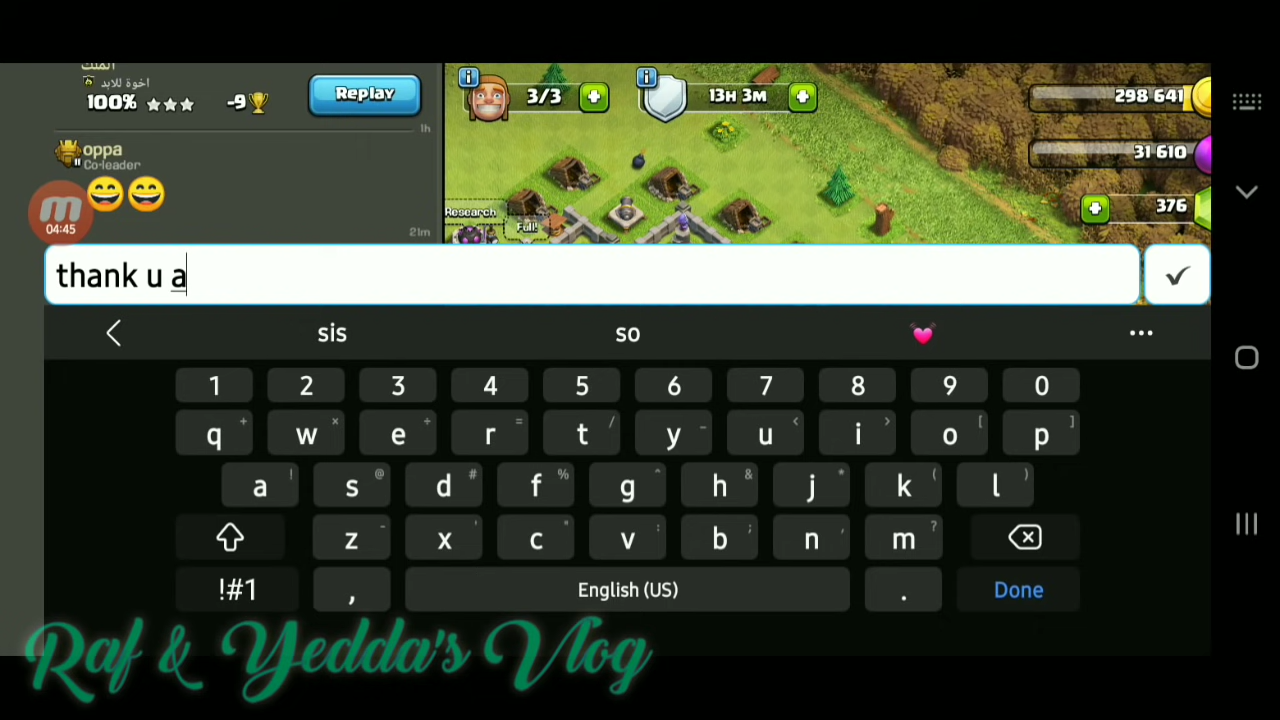 الملك
اخوة للابد
100%
-9
Replay
1h
oppa
Co-leader
21m
04:45
i
3/3
i
13H 3M
298 641
31 610
376
Research
Full!
thank u a
sis
so
1 2 3 4 5 6 7 8 9 0
q + w × e ÷ r = t / y _ u < i > o [ p ]
a ! s @ d # f % g ^ h & j * k ( l )
z - x ' c " v : b ; n , m ?
!#1 , English (US) . Done
Raf & Yedda's Vlog